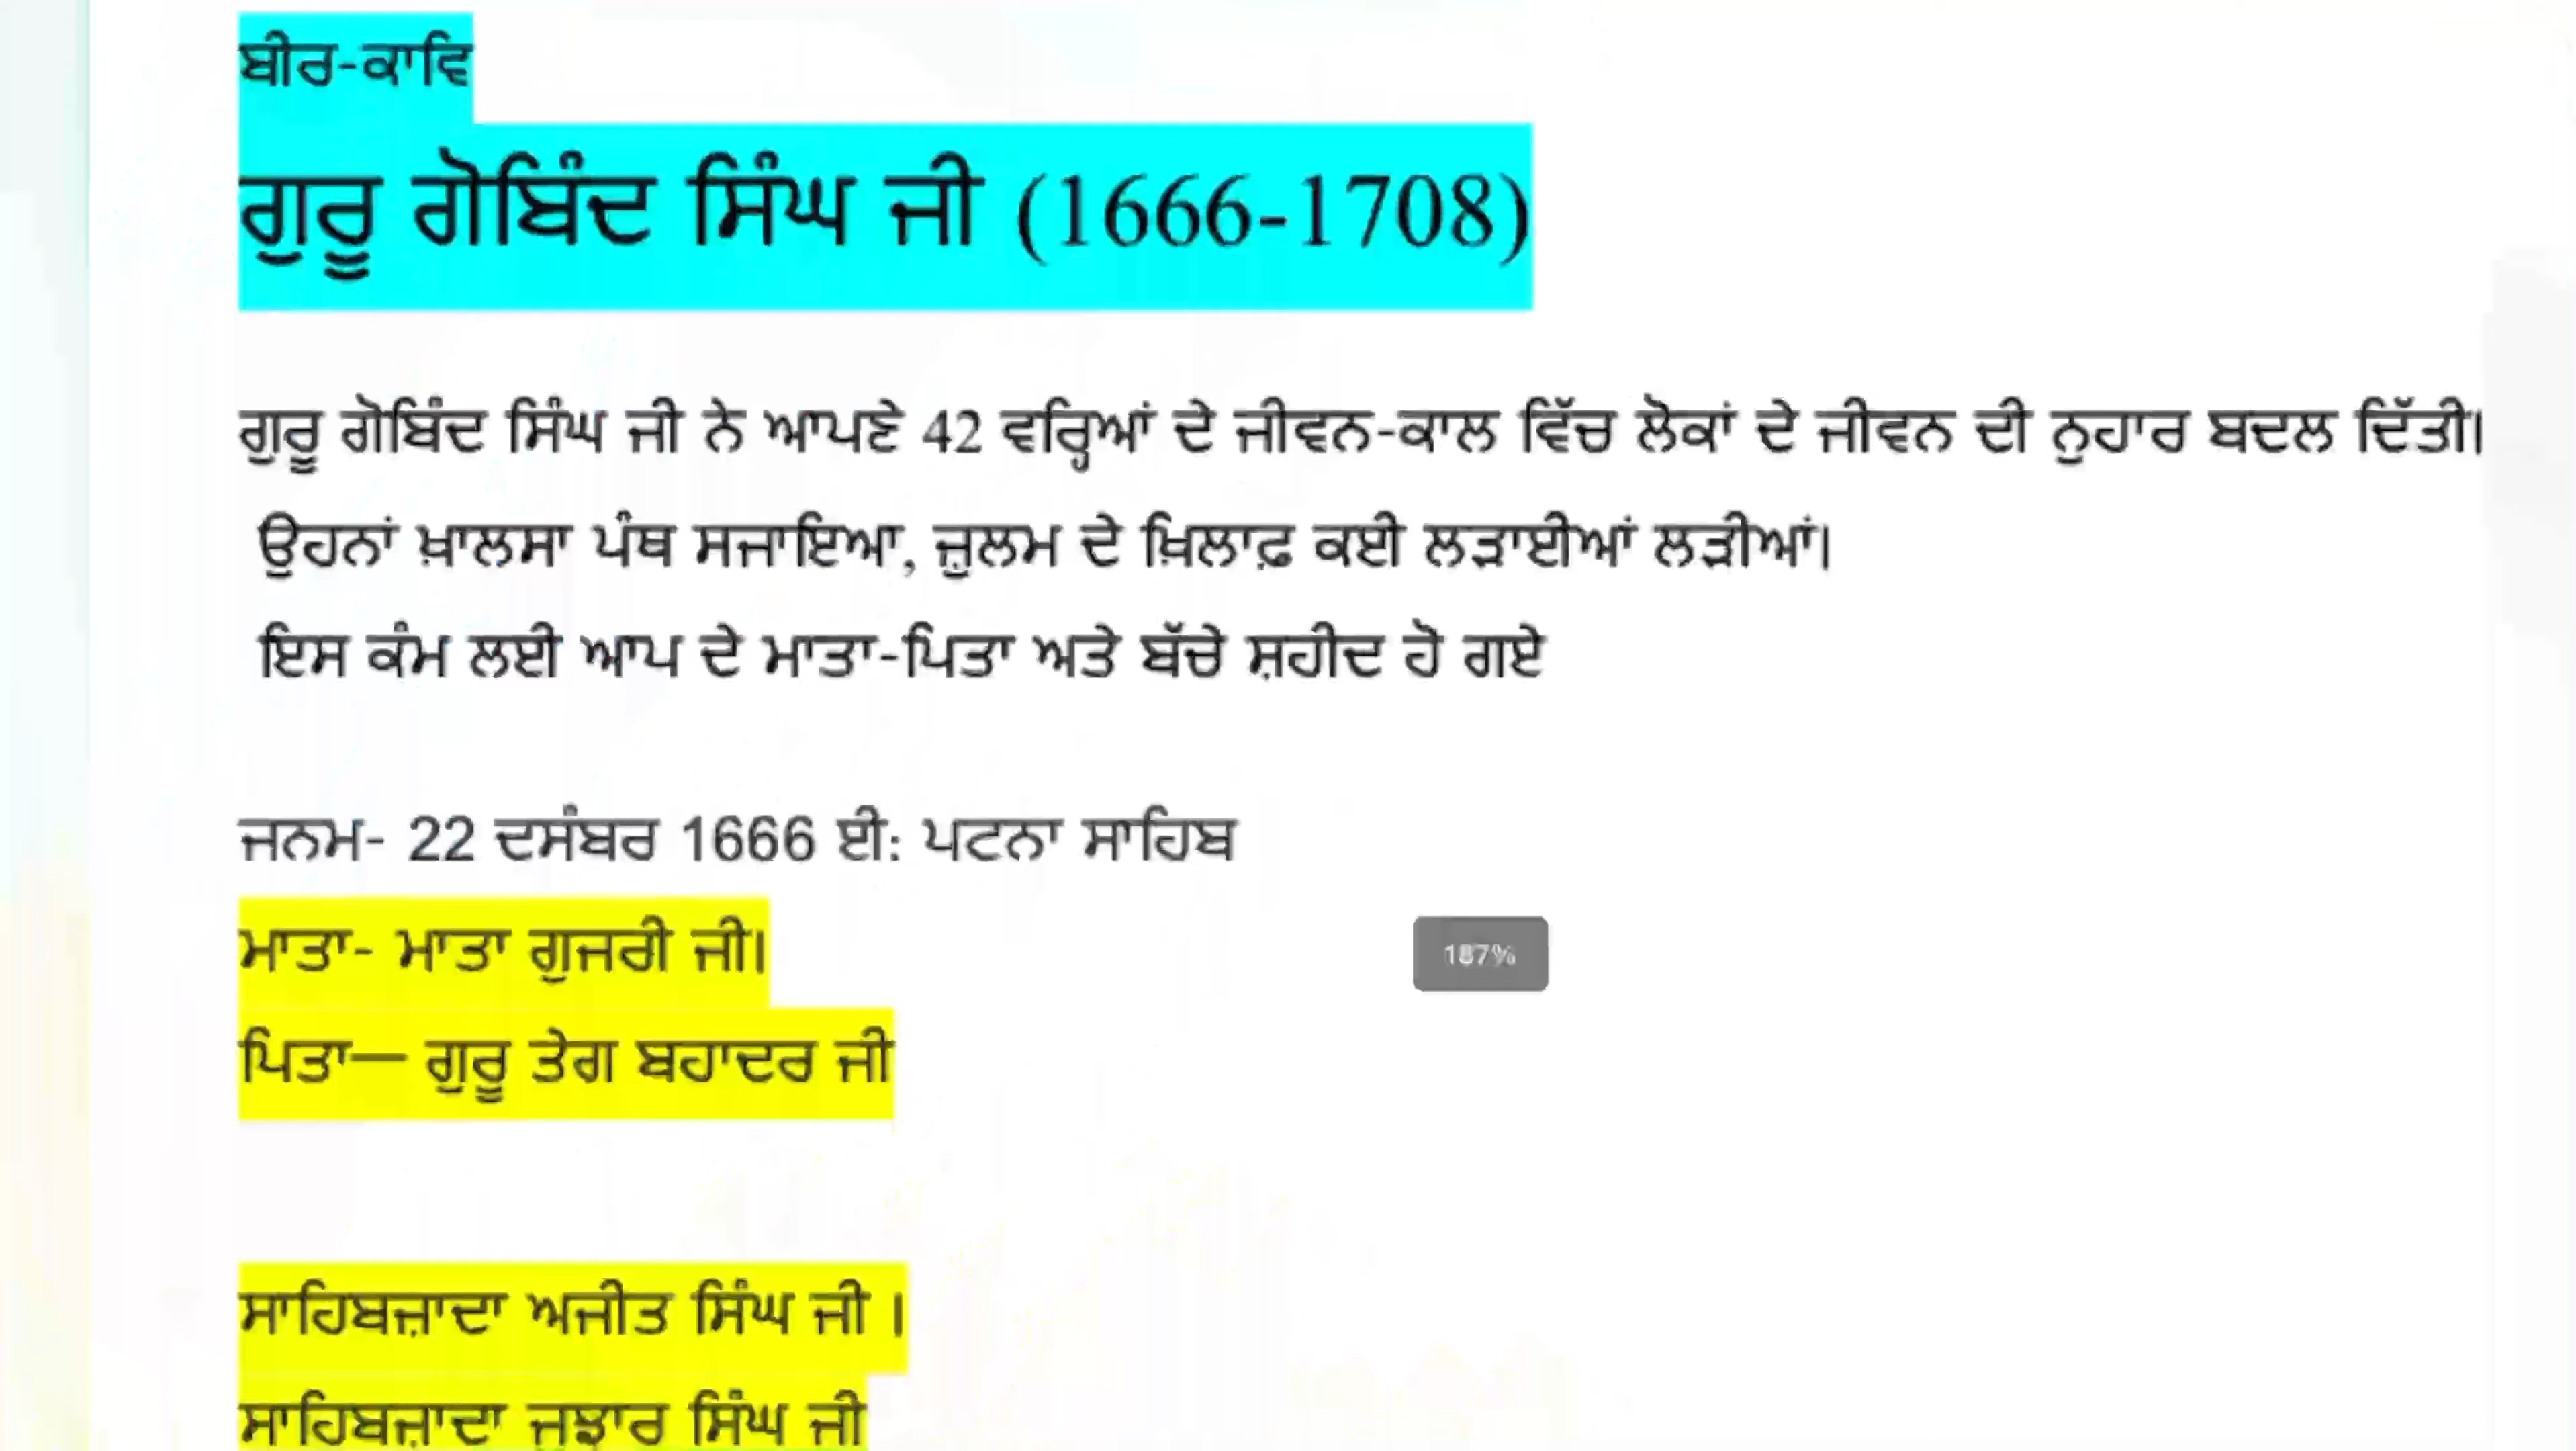 ਬੀਰ-ਕਾਵਿ
ਗੁਰੂ ਗੋਬਿੰਦ ਸਿੰਘ ਜੀ (1666-1708)
ਗੁਰੂ ਗੋਬਿੰਦ ਸਿੰਘ ਜੀ ਨੇ ਆਪਣੇ 42 ਵਰ੍ਹਿਆਂ ਦੇ ਜੀਵਨ-ਕਾਲ ਵਿੱਚ ਲੋਕਾਂ ਦੇ ਜੀਵਨ ਦੀ ਨੁਹਾਰ ਬਦਲ ਦਿੱਤੀ।
ਉਹਨਾਂ ਖ਼ਾਲਸਾ ਪੰਥ ਸਜਾਇਆ, ਜ਼ੁਲਮ ਦੇ ਖ਼ਿਲਾਫ਼ ਕਈ ਲੜਾਈਆਂ ਲੜੀਆਂ।
ਇਸ ਕੰਮ ਲਈ ਆਪ ਦੇ ਮਾਤਾ-ਪਿਤਾ ਅਤੇ ਬੱਚੇ ਸ਼ਹੀਦ ਹੋ ਗਏ
ਜਨਮ- 22 ਦਸੰਬਰ 1666 ਈ: ਪਟਨਾ ਸਾਹਿਬ
ਮਾਤਾ- ਮਾਤਾ ਗੁਜਰੀ ਜੀ।
187%
ਪਿਤਾ— ਗੁਰੂ ਤੇਗ ਬਹਾਦਰ ਜੀ
ਸਾਹਿਬਜ਼ਾਦਾ ਅਜੀਤ ਸਿੰਘ ਜੀ ।
ਸਾਹਿਬਜ਼ਾਦਾ ਜੁਝਾਰ ਸਿੰਘ ਜੀ